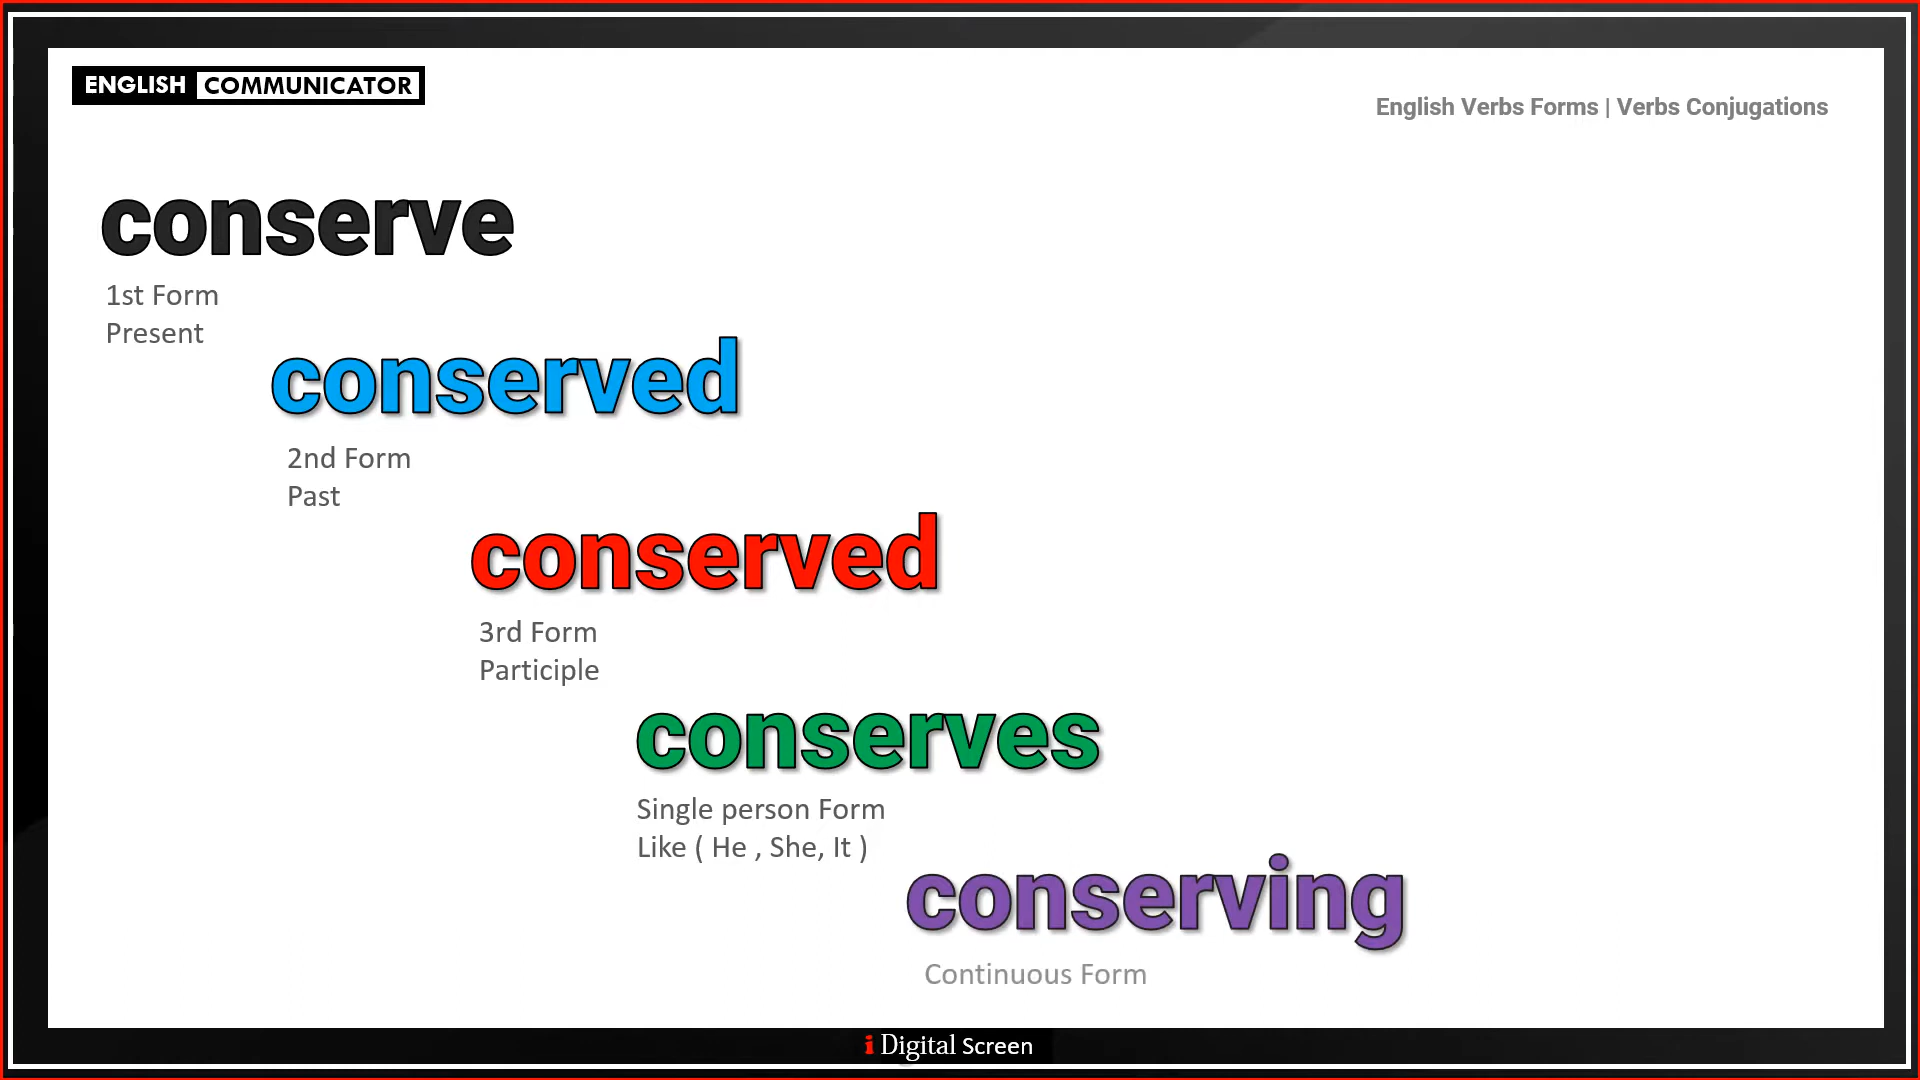 ENGLISH COMMUNICATOR
English Verbs Forms | Verbs Conjugations
conserve
1st Form
Present
conserved
2nd Form
Past
conserved
3rd Form
Participle
conserves
Single person Form
Like ( He , She, It )
conserving
Continuous Form
i Digital Screen